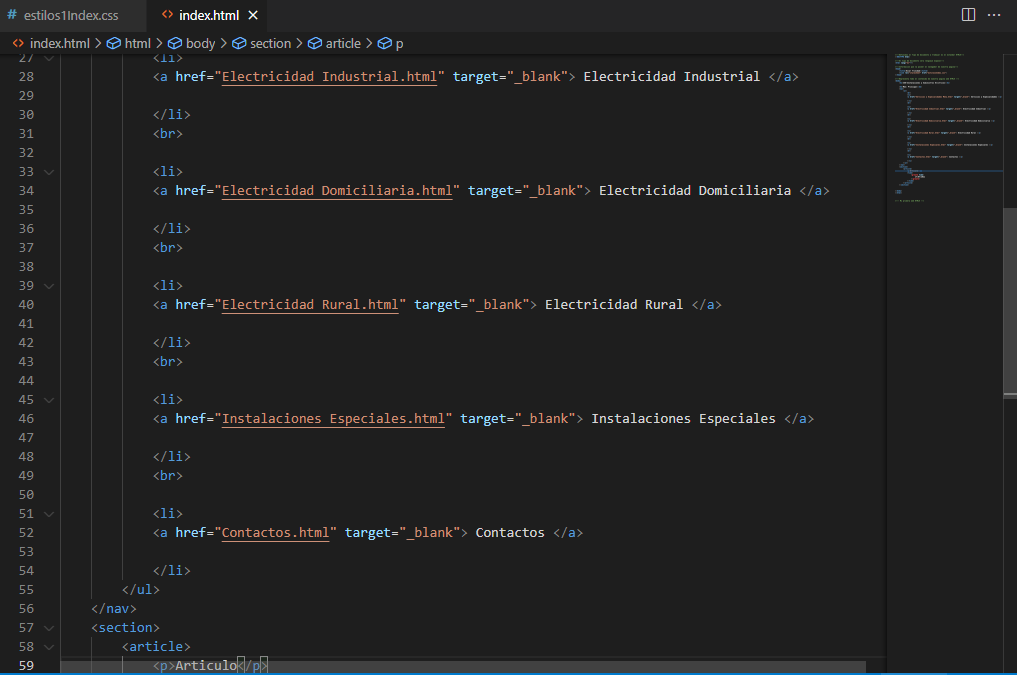 # estilos1Index.css <> index.html ×
<> index.html > html > body > section > article > p
27 <li>
28 <a href="Electricidad Industrial.html" target="_blank"> Electricidad Industrial </a>
29
30 </li>
31 <br>
32
33 <li>
34 <a href="Electricidad Domiciliaria.html" target="_blank"> Electricidad Domiciliaria </a>
35
36 </li>
37 <br>
38
39 <li>
40 <a href="Electricidad Rural.html" target="_blank"> Electricidad Rural </a>
41
42 </li>
43 <br>
44
45 <li>
46 <a href="Instalaciones Especiales.html" target="_blank"> Instalaciones Especiales </a>
47
48 </li>
49 <br>
50
51 <li>
52 <a href="Contactos.html" target="_blank"> Contactos </a>
53
54 </li>
55 </ul>
56 </nav>
57 <section>
58 <article>
59 <p>Articulo</p>